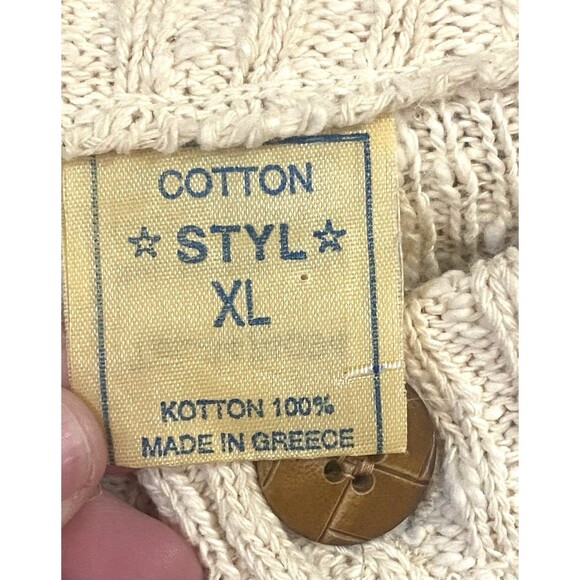 COTTON
☆ STYL ☆
XL
KOTTON 100%
MADE IN GREECE